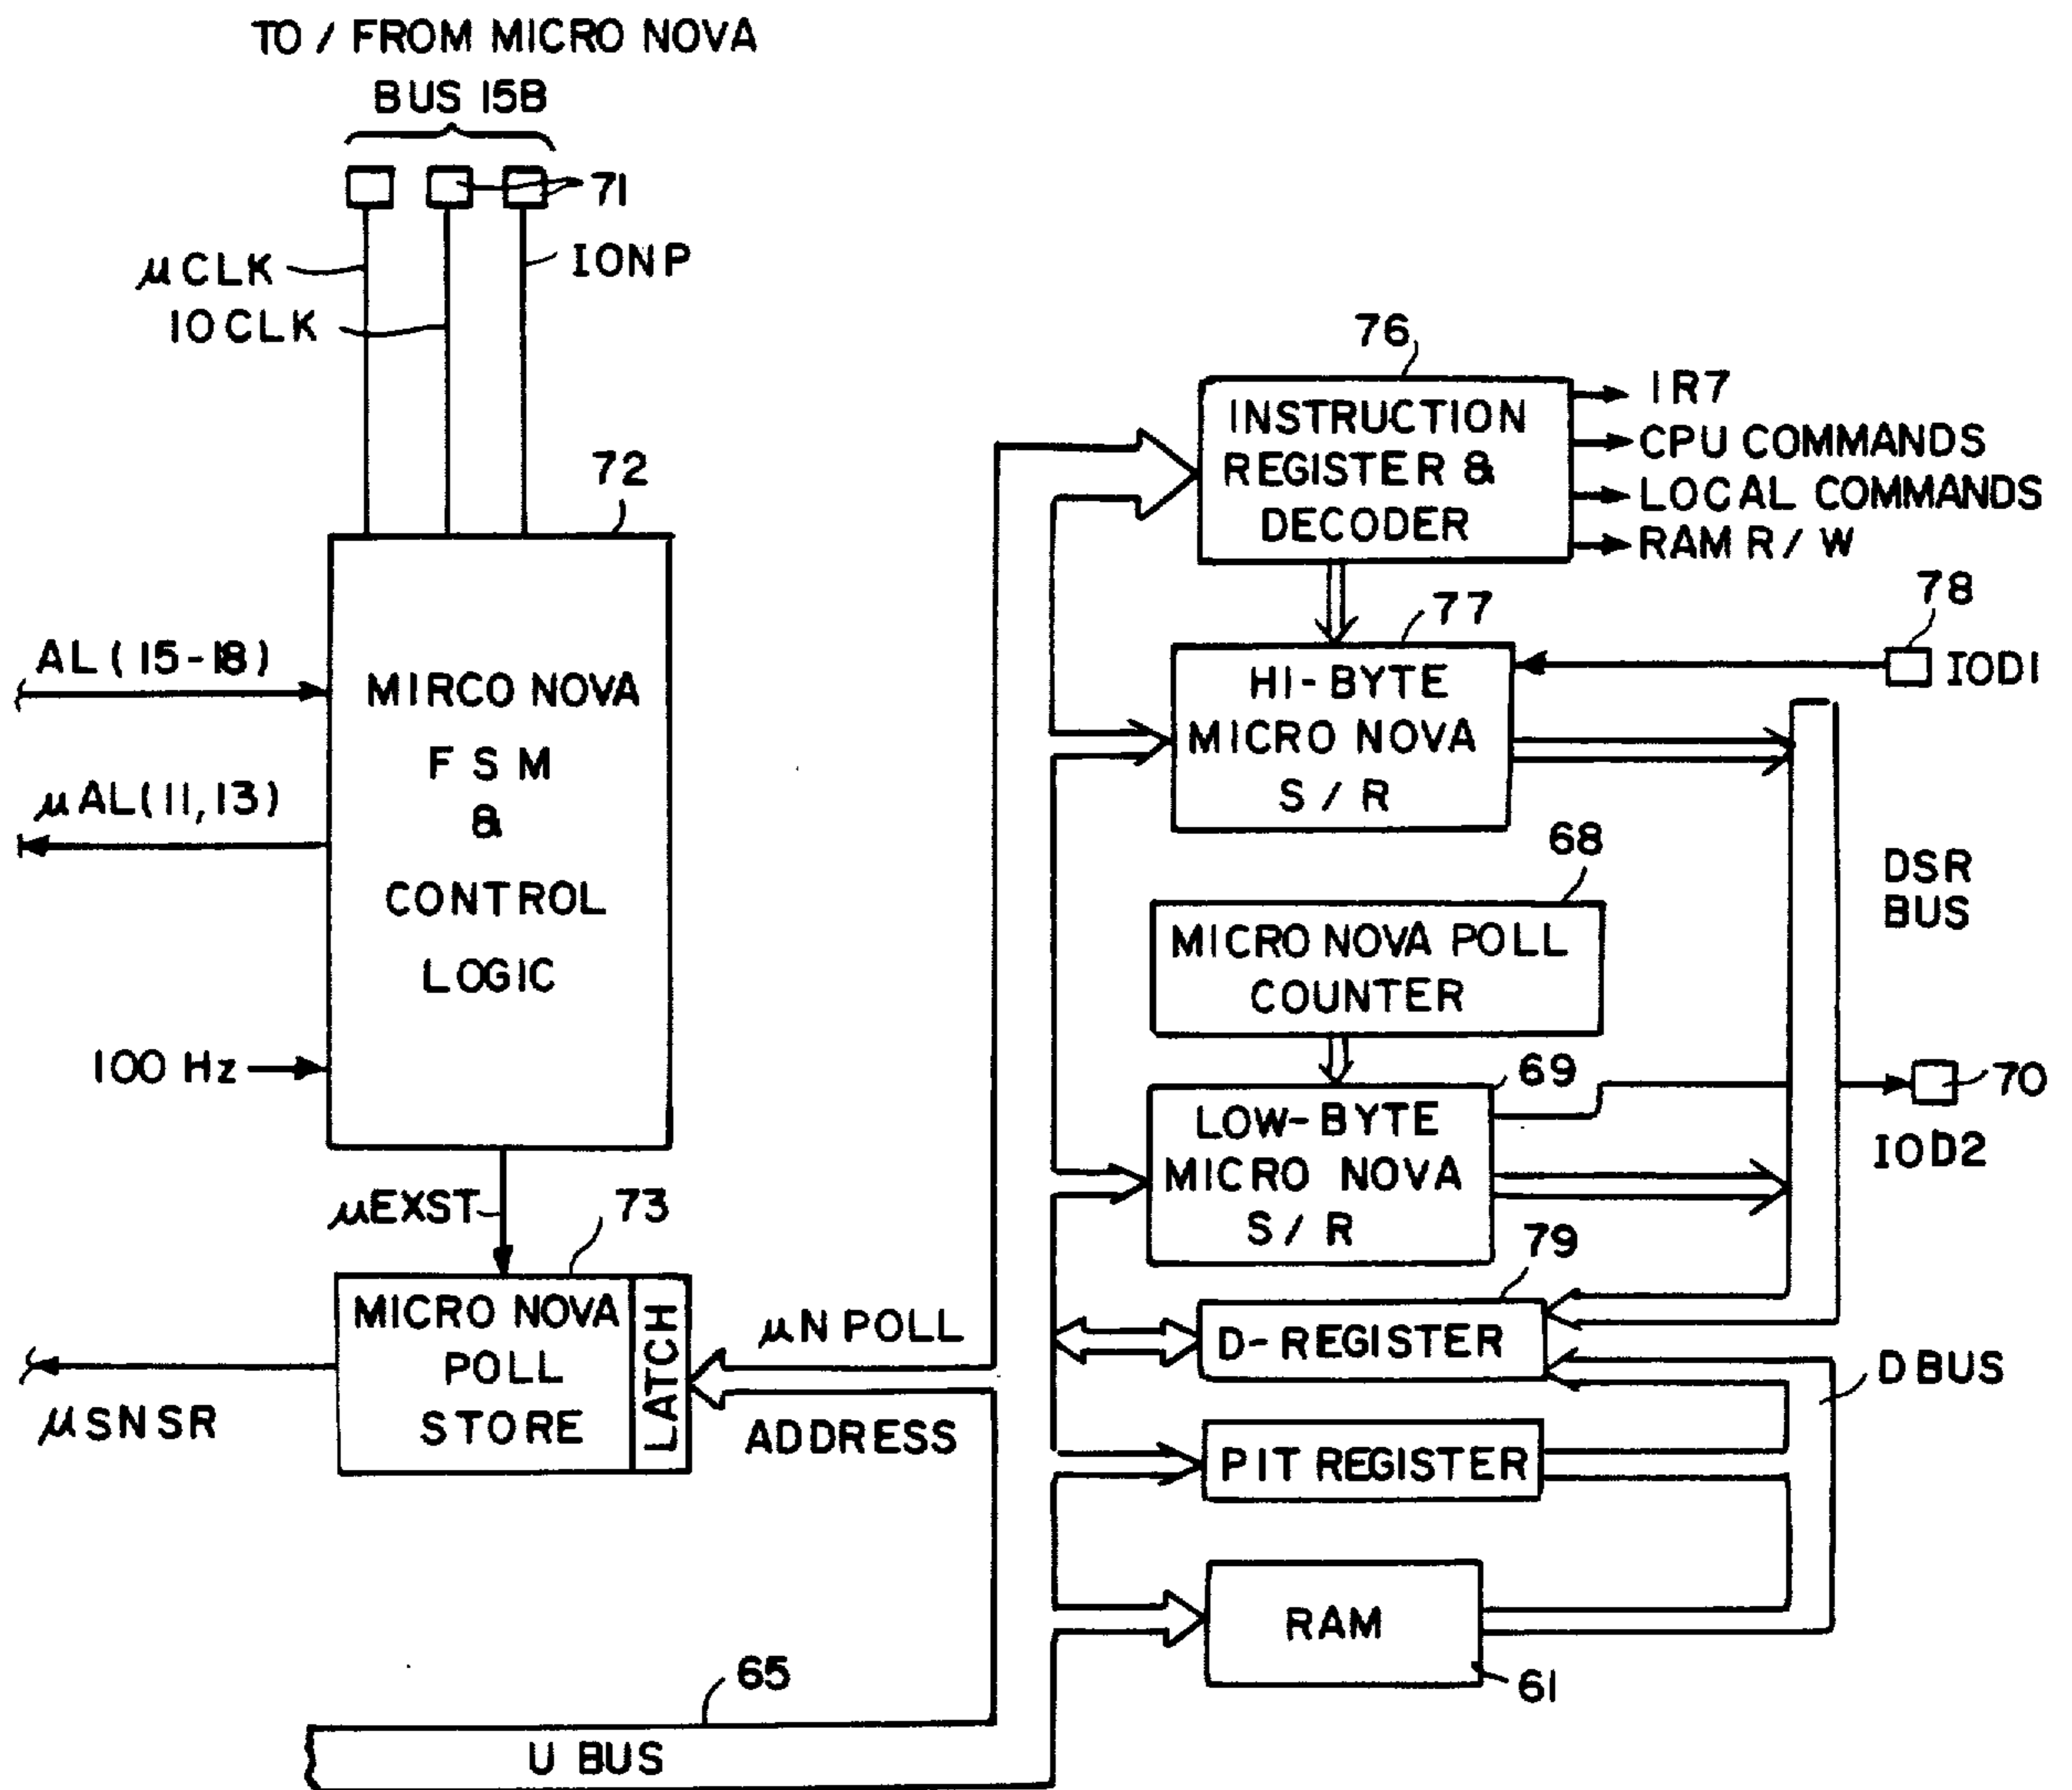 TO / FROM MICRO NOVA
BUS 15B
71
μCLK
IONP
IOCLK
72
AL(15-18)
μAL(11,13)
100 Hz
MIRCO NOVA
FSM
&
CONTROL
LOGIC
μEXST
73
MICRO NOVA
POLL
STORE
LATCH
μSNSR
μN POLL
ADDRESS
65
U BUS
76
INSTRUCTION
REGISTER &
DECODER
IR7
CPU COMMANDS
LOCAL COMMANDS
RAM R/W
77
78
HI-BYTE
MICRO NOVA
S/R
IOD1
68
MICRO NOVA POLL
COUNTER
DSR
BUS
69
LOW-BYTE
MICRO NOVA
S/R
70
IOD2
79
D-REGISTER
D BUS
PIT REGISTER
RAM
61